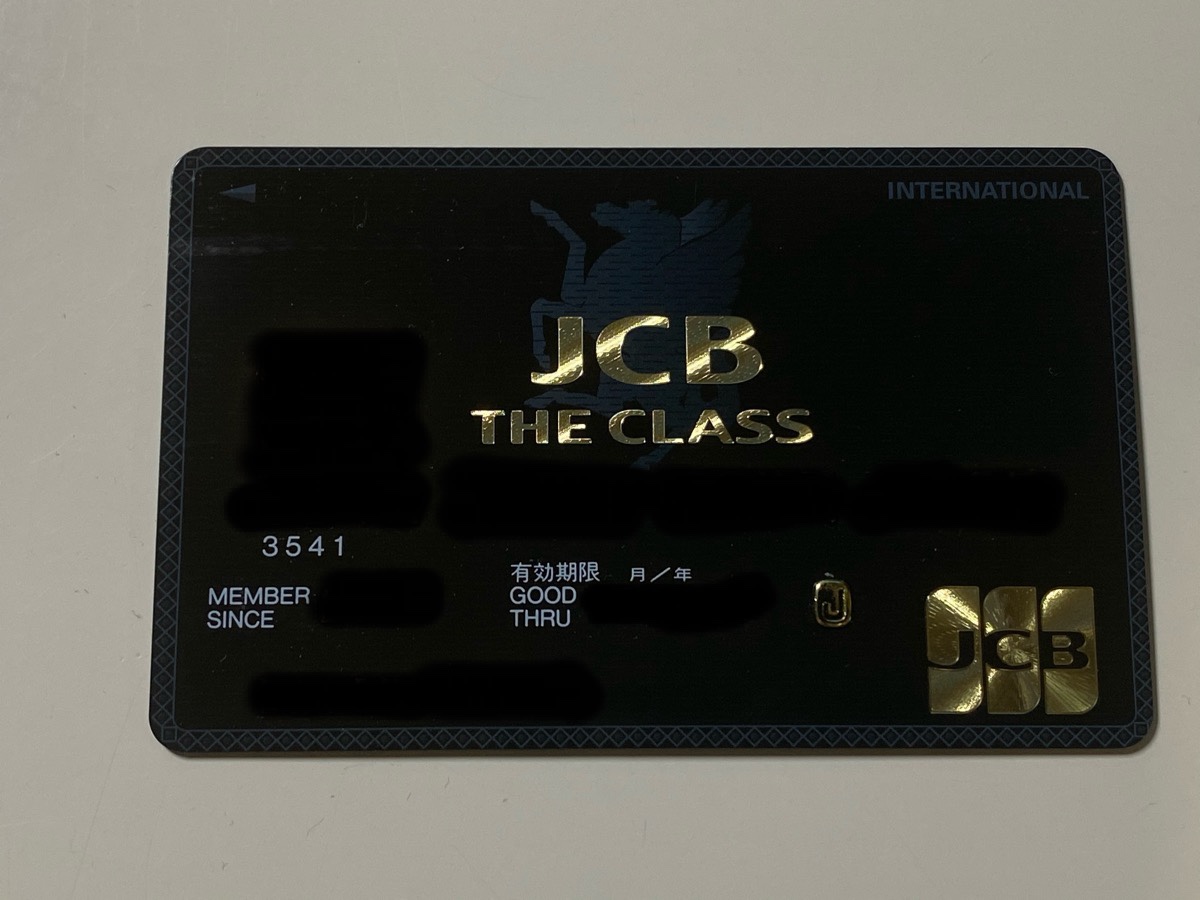 INTERNATIONAL
JCB
THE CLASS
3541
有効期限 月/年
MEMBER SINCE
GOOD THRU
J
JCB